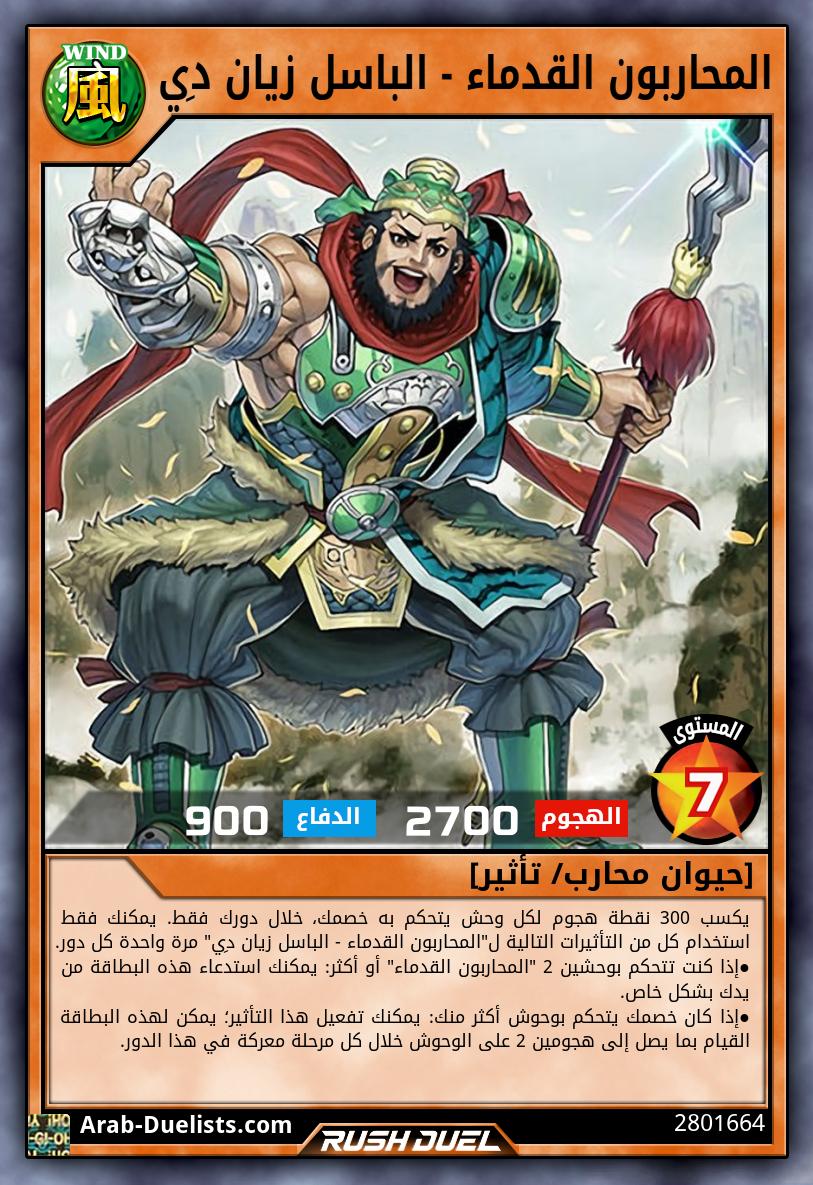 WIND
風
المحاربون القدماء - الباسل زيان دِي
المستوى
7
الهجوم 2700 الدفاع 900
[حيوان محارب/ تأثير]
يكسب 300 نقطة هجوم لكل وحش يتحكم به خصمك، خلال دورك فقط. يمكنك فقط
استخدام كل من التأثيرات التالية ل"المحاربون القدماء - الباسل زيان دِي" مرة واحدة كل دور.
●إذا كنت تتحكم بوحشين 2 "المحاربون القدماء" أو أكثر: يمكنك استدعاء هذه البطاقة من
يدك بشكل خاص.
●إذا كان خصمك يتحكم بوحوش أكثر منك: يمكنك تفعيل هذا التأثير؛ يمكن لهذه البطاقة
القيام بما يصل إلى هجومين 2 على الوحوش خلال كل مرحلة معركة في هذا الدور.
Arab-Duelists.com
RUSH DUEL
2801664